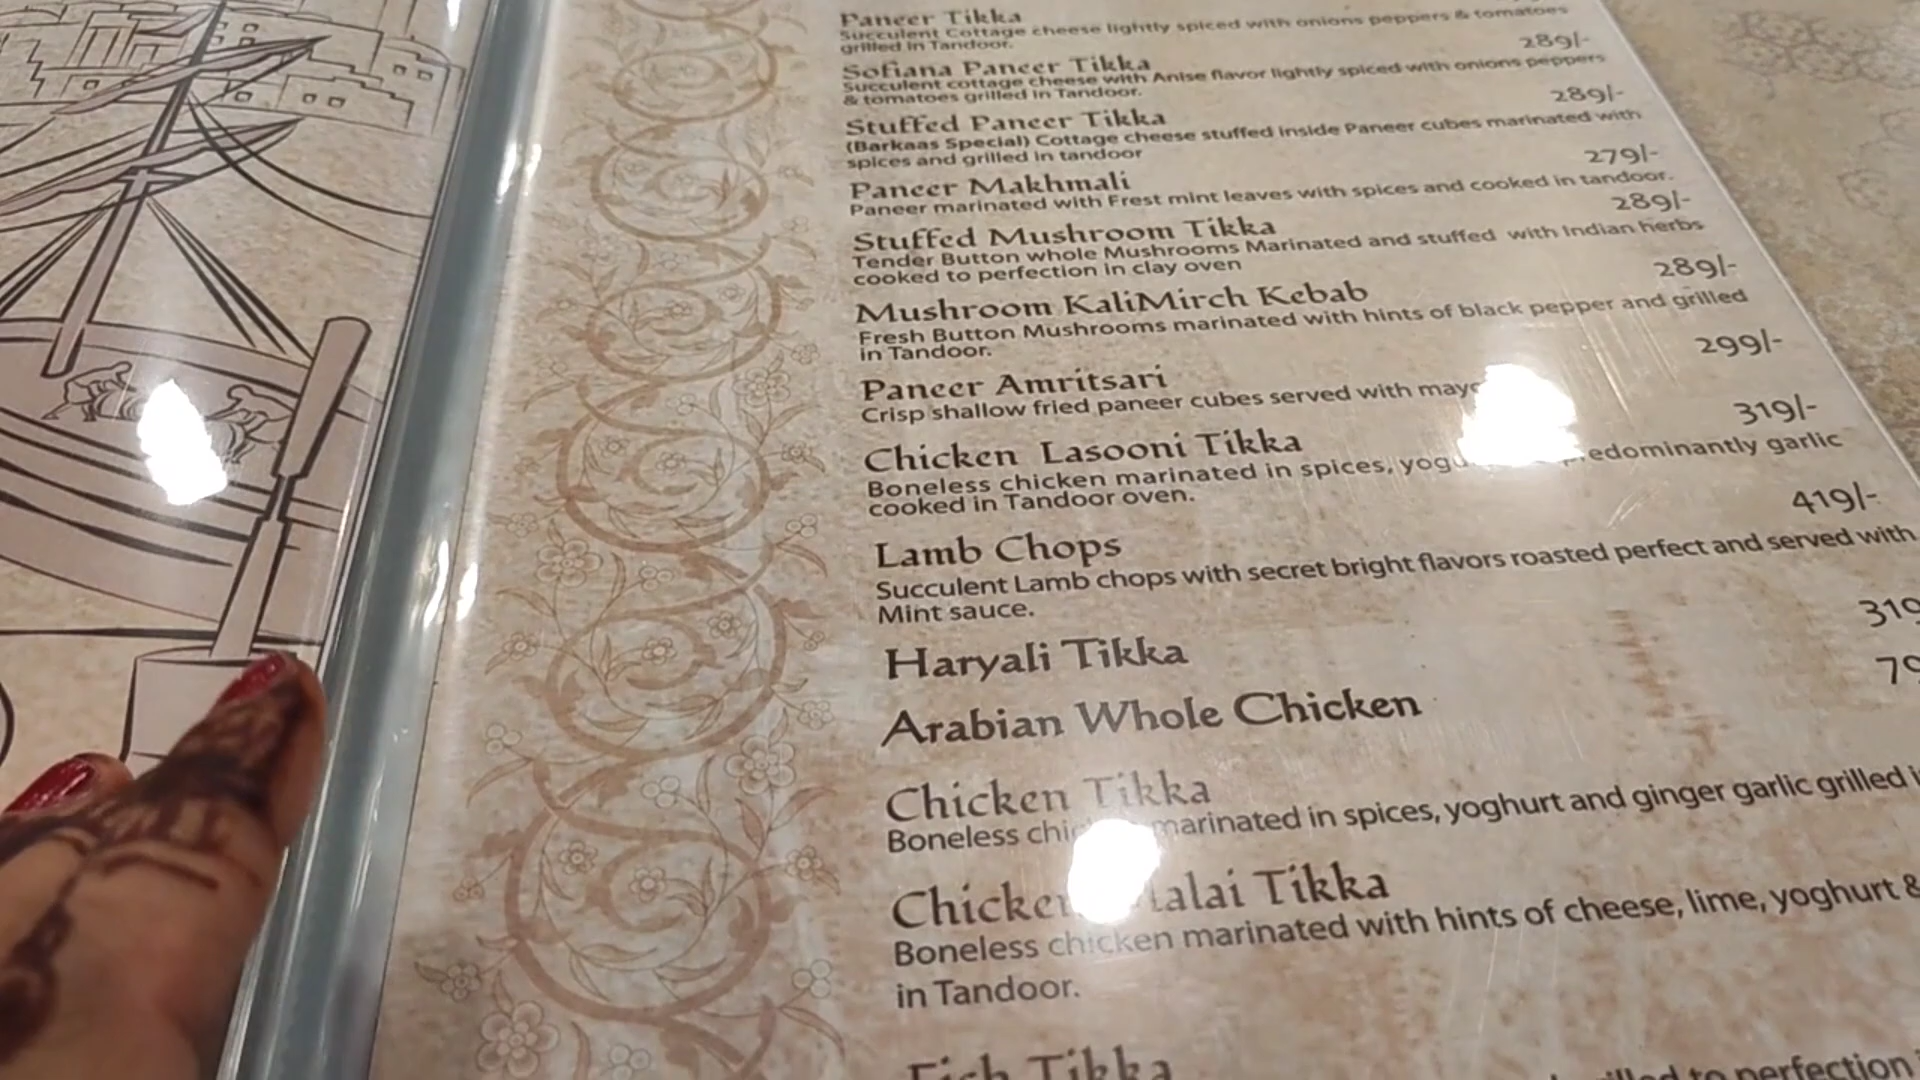 Paneer Tikka
Succulent Cottage cheese lightly spiced with onions peppers & tomatoes
grilled in Tandoor.
289/-
Sofiana Paneer Tikka
Succulent cottage cheese with Anise flavor lightly spiced with onions peppers
& tomatoes grilled in Tandoor.
289/-
Stuffed Paneer Tikka
(Barkaas Special) Cottage cheese stuffed inside Paneer cubes marinated with
spices and grilled in tandoor
279/-
Paneer Makhmali
Paneer marinated with Frest mint leaves with spices and cooked in tandoor.
289/-
Stuffed Mushroom Tikka
Tender Button whole Mushrooms Marinated and stuffed with Indian herbs
cooked to perfection in clay oven
289/-
Mushroom KaliMirch Kebab
Fresh Button Mushrooms marinated with hints of black pepper and grilled
in Tandoor.
299/-
Paneer Amritsari
Crisp shallow fried paneer cubes served with
319/-
Chicken Lasooni Tikka
Boneless chicken marinated in spices, garlic
cooked in Tandoor oven.
419/-
Lamb Chops
Succulent Lamb chops with secret bright flavors roasted perfect and served with
Mint sauce.
319
Haryali Tikka
79
Arabian Whole Chicken
Chicken Tikka
Boneless marinated in spices, yoghurt and ginger garlic grilled
Tikka
Boneless chicken marinated with hints of cheese, lime, yoghurt &
in Tandoor.
Fish Tikka
to perfection